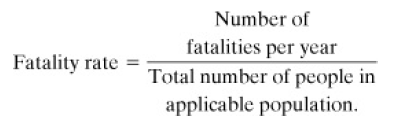 Fatality rate =
Number of
fatalities per year
Total number of people in
applicable population.